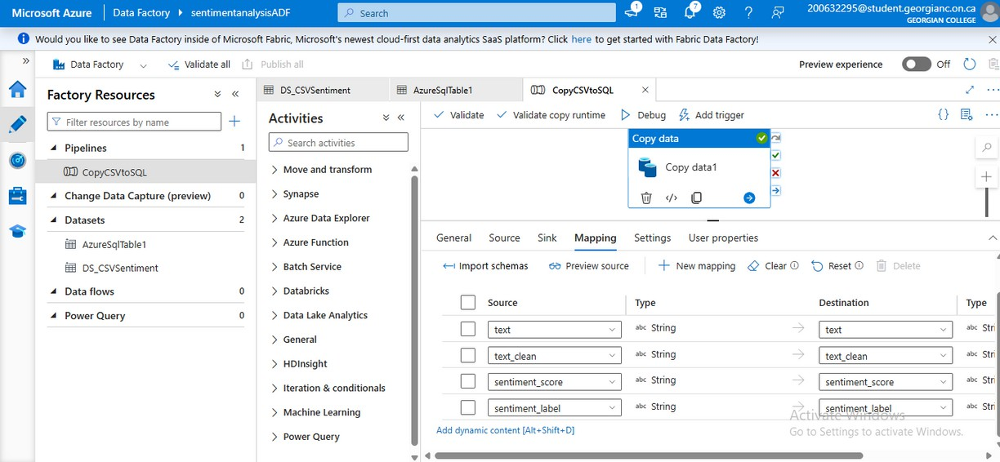 Microsoft Azure Data Factory sentimentanalysisADF Search 1 7 200632295@student.georgianc.on.ca
GEORGIAN COLLEGE
Would you like to see Data Factory inside of Microsoft Fabric, Microsoft's newest cloud-first data analytics SaaS platform? Click here to get started with Fabric Data Factory!
Data Factory Validate all Publish all Preview experience Off
Factory Resources
Filter resources by name
Pipelines 1
CopyCSVtoSQL
Change Data Capture (preview) 0
Datasets 2
AzureSqlTable1
DS_CSVSentiment
Data flows 0
Power Query 0
DS_CSVSentiment AzureSqlTable1 CopyCSVtoSQL
Activities
Search activities
Move and transform
Synapse
Azure Data Explorer
Azure Function
Batch Service
Databricks
Data Lake Analytics
General
HDInsight
Iteration & conditionals
Machine Learning
Power Query
Validate Validate copy runtime Debug Add trigger
Copy data
Copy data1
General Source Sink Mapping Settings User properties
Import schemas Preview source New mapping Clear Reset Delete
Source Type Destination Type
text abc String text abc Stri
text_clean abc String text_clean abc Stri
sentiment_score abc String sentiment_score abc Stri
sentiment_label abc String sentiment_label abc Stri
Add dynamic content [Alt+Shift+D]
Activate Windows
Go to Settings to activate Windows.